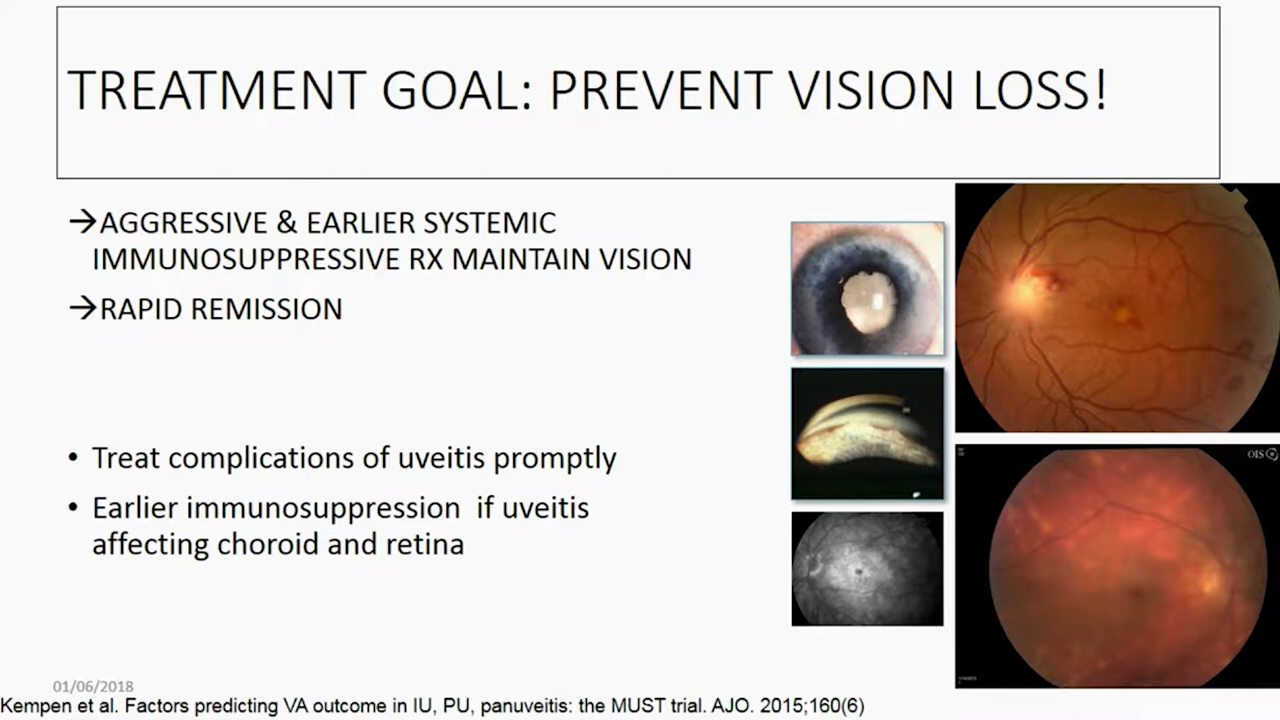 TREATMENT GOAL: PREVENT VISION LOSS!
→AGGRESSIVE & EARLIER SYSTEMIC
IMMUNOSUPPRESSIVE RX MAINTAIN VISION
→RAPID REMISSION
• Treat complications of uveitis promptly
• Earlier immunosuppression if uveitis
affecting choroid and retina
OIS
01/06/2018
Kempen et al. Factors predicting VA outcome in IU, PU, panuveitis: the MUST trial. AJO. 2015;160(6)